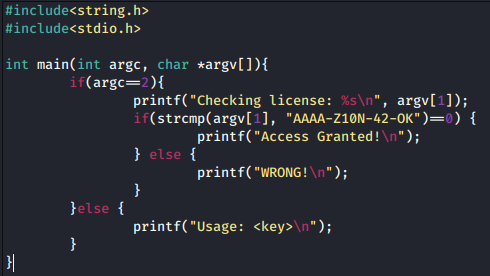 #include<string.h>
#include<stdio.h>
int main(int argc, char *argv[]){
if(argc==2){
printf("Checking license: %s\n", argv[1]);
if(strcmp(argv[1], "AAAA-Z10N-42-OK")==0) {
printf("Access Granted!\n");
} else {
printf("WRONG!\n");
}
}else {
printf("Usage: <key>\n");
}
}